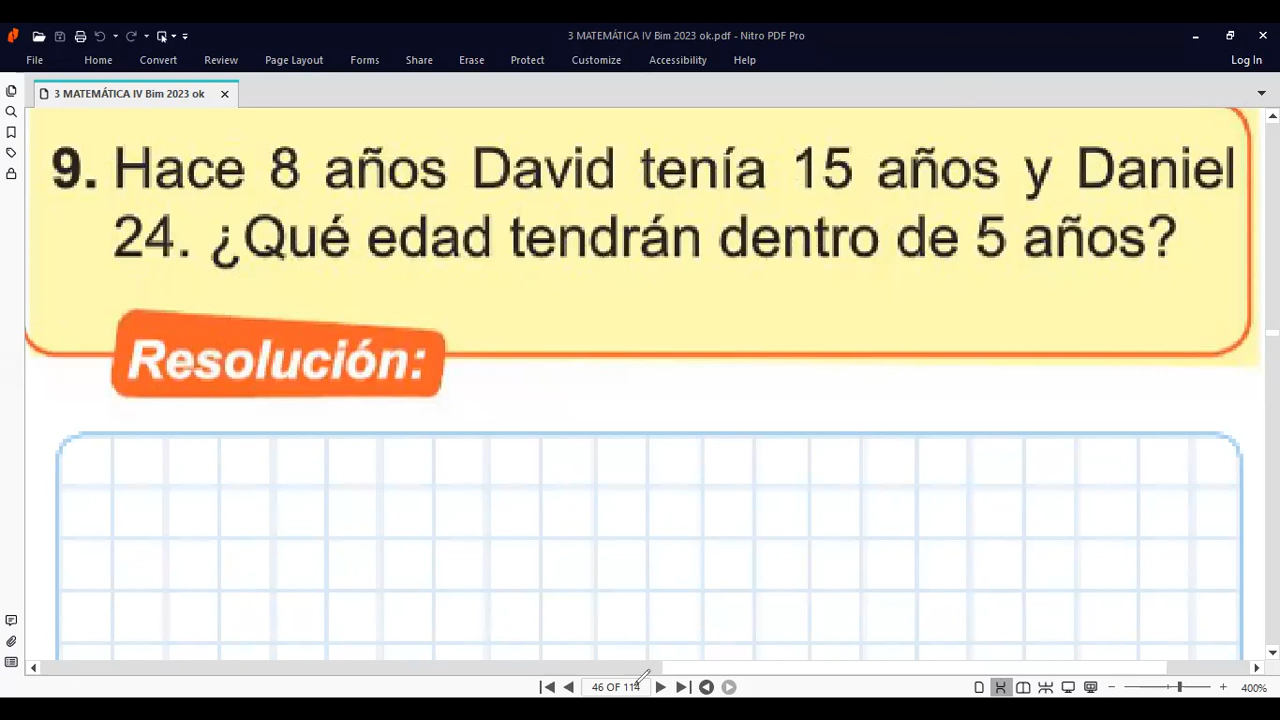 3 MATEMÁTICA IV Bim 2023 ok.pdf - Nitro PDF Pro
File Home Convert Review Page Layout Forms Share Erase Protect Customize Accessibility Help Log In
3 MATEMÁTICA IV Bim 2023 ok
9. Hace 8 años David tenía 15 años y Daniel
24. ¿Qué edad tendrán dentro de 5 años?
Resolución:
46 OF 114
400%